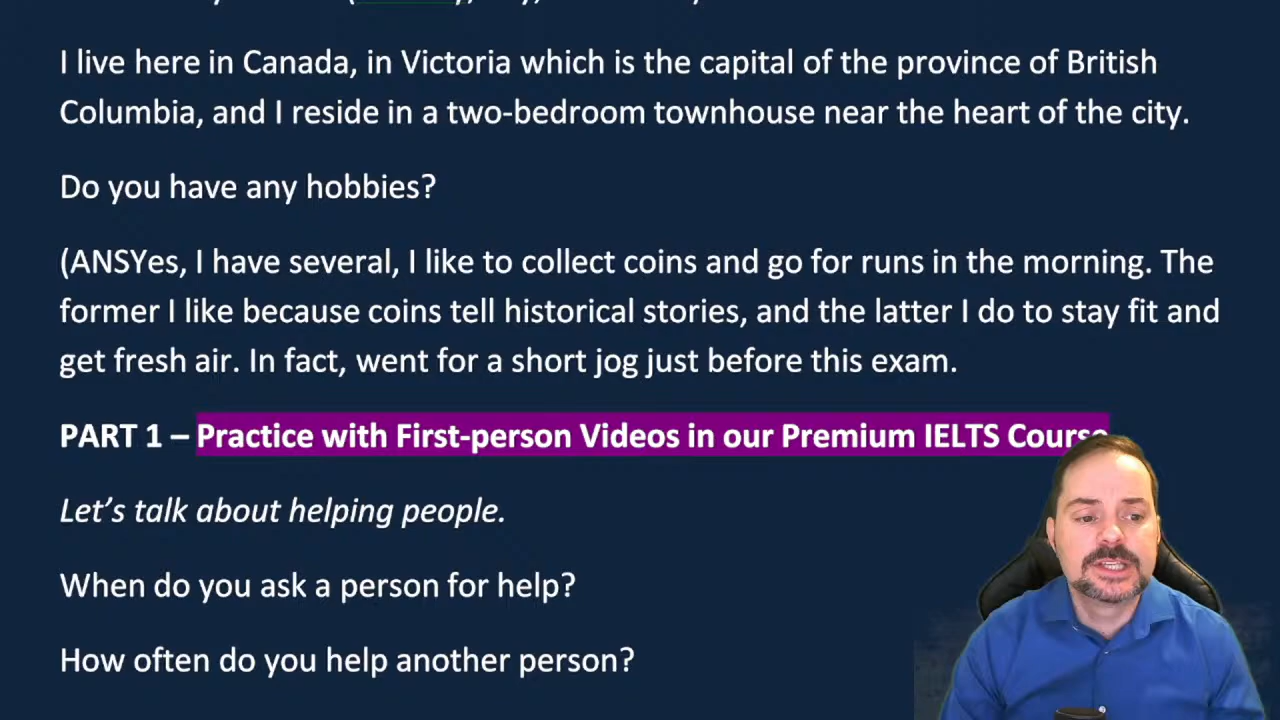 I live here in Canada, in Victoria which is the capital of the province of British
Columbia, and I reside in a two-bedroom townhouse near the heart of the city.
Do you have any hobbies?
(ANSYes, I have several, I like to collect coins and go for runs in the morning. The
former I like because coins tell historical stories, and the latter I do to stay fit and
get fresh air. In fact, went for a short jog just before this exam.
PART 1 – Practice with First-person Videos in our Premium IELTS Course
Let’s talk about helping people.
When do you ask a person for help?
How often do you help another person?